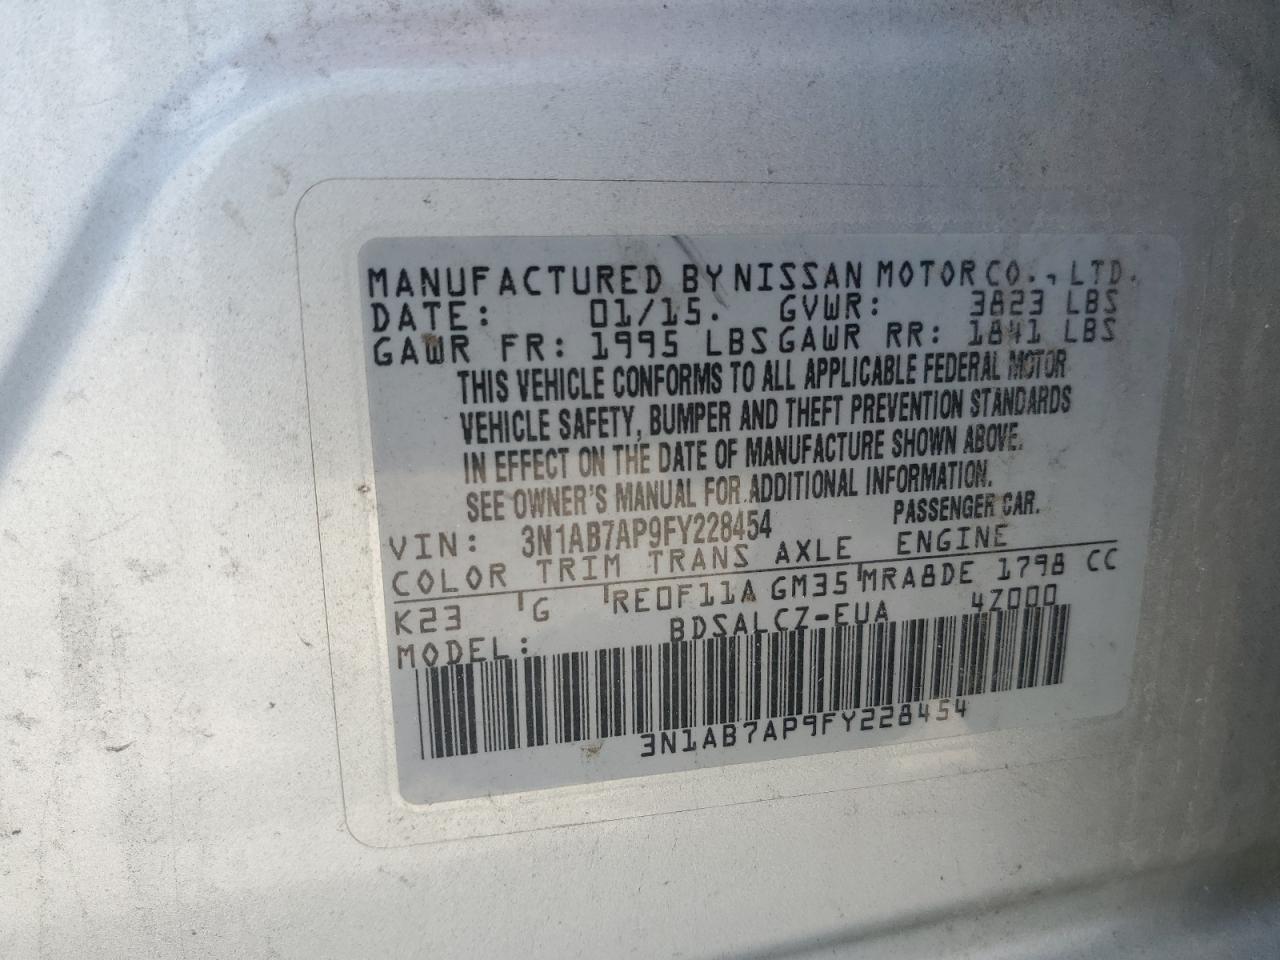 MANUFACTURED BY NISSAN MOTOR CO., LTD.
DATE: 01/15. GVWR: 3823 LBS
GAWR FR: 1995 LBS GAWR RR: 1841 LBS
THIS VEHICLE CONFORMS TO ALL APPLICABLE FEDERAL MOTOR
VEHICLE SAFETY, BUMPER AND THEFT PREVENTION STANDARDS
IN EFFECT ON THE DATE OF MANUFACTURE SHOWN ABOVE.
SEE OWNER'S MANUAL FOR ADDITIONAL INFORMATION.
VIN: 3N1AB7AP9FY228454 PASSENGER CAR.
COLOR TRIM TRANS AXLE ENGINE
K23 G RE0F11A GM35 MRA8DE 1798 CC
MODEL: BDSALCZ-EUA 4Z000
3N1AB7AP9FY228454